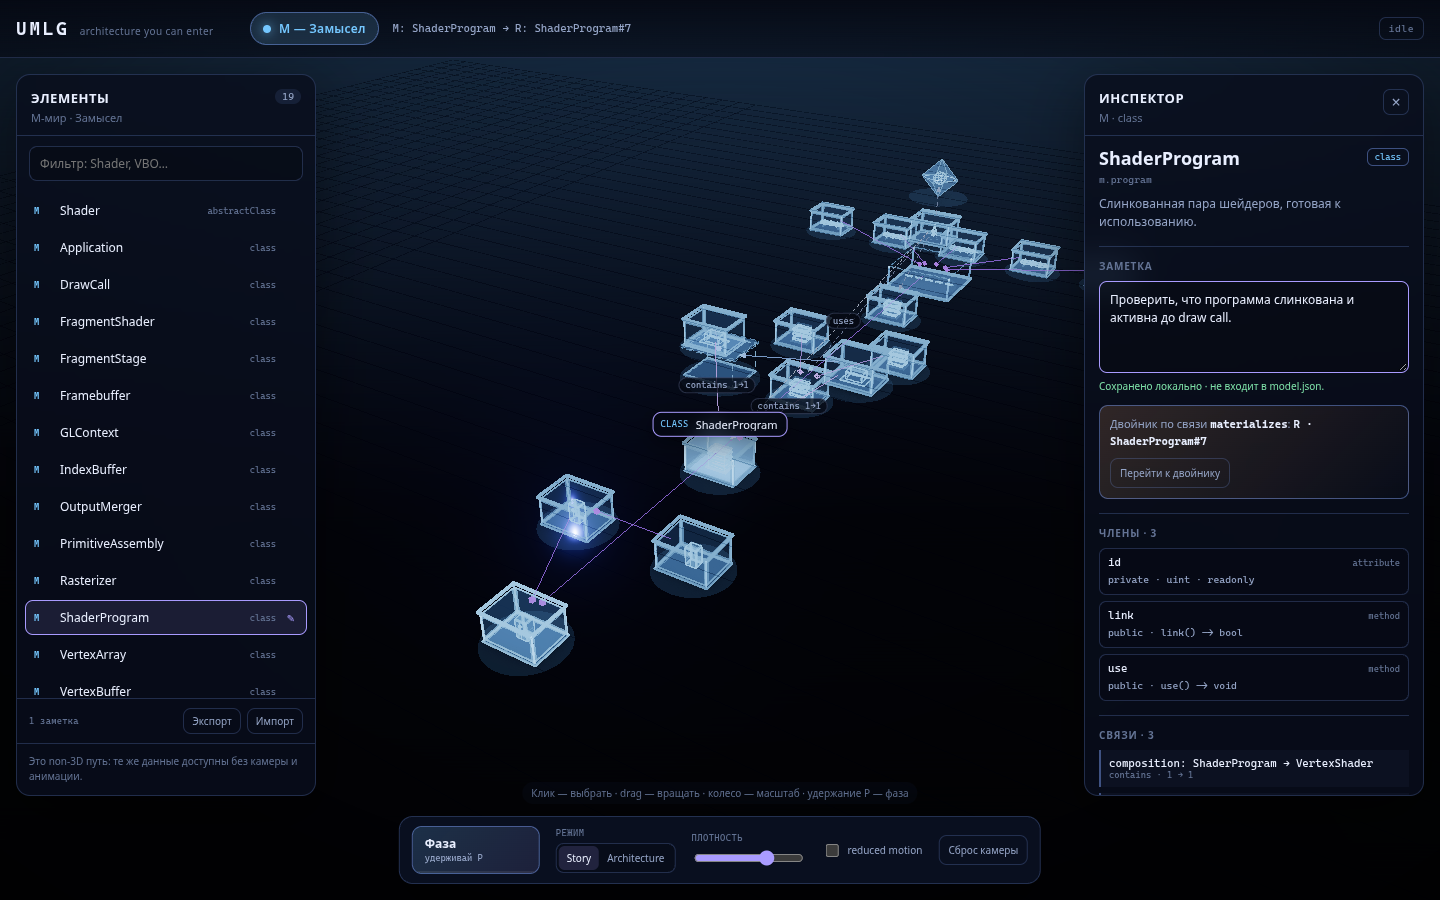 UMLG architecture you can enter
M — Замысел
M: ShaderProgram → R: ShaderProgram#7
idle
ЭЛЕМЕНТЫ 19
М-мир · Замысел
Фильтр: Shader, VBO...
M Shader abstractClass
M Application class
M DrawCall class
M FragmentShader class
M FragmentStage class
M Framebuffer class
M GLContext class
M IndexBuffer class
M OutputMerger class
M PrimitiveAssembly class
M Rasterizer class
M ShaderProgram class ✎
M VertexArray class
M VertexBuffer class
1 заметка Экспорт Импорт
Это non-3D путь: те же данные доступны без камеры и
анимации.
uses
contains 1→1
contains 1→1
CLASS ShaderProgram
Клик — выбрать · drag — вращать · колесо — масштаб · удержание P — фаза
Фаза
удерживай P
РЕЖИМ
Story Architecture
ПЛОТНОСТЬ
reduced motion
Сброс камеры
ИНСПЕКТОР ✕
M · class
ShaderProgram class
m.program
Слинкованная пара шейдеров, готовая к
использованию.
ЗАМЕТКА
Проверить, что программа слинкована и
активна до draw call.
Сохранено локально · не входит в model.json.
Двойник по связи materializes: R ·
ShaderProgram#7
Перейти к двойнику
ЧЛЕНЫ · 3
id attribute
private · uint · readonly
link method
public · link() → bool
use method
public · use() → void
СВЯЗИ · 3
composition: ShaderProgram → VertexShader
contains · 1 → 1